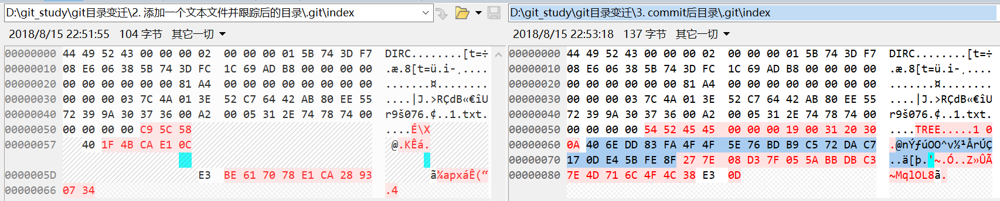 D:\git_study\git目录变迁\2. 添加一个文本文件并跟踪后的目录\.git\index
2018/8/15 22:51:55 104 字节 其它一切
00000000 44 49 52 43 00 00 00 02 00 00 00 01 5B 74 3D F7 DIRC........[t=÷
00000010 08 E6 06 38 5B 74 3D FC 1C 69 AD B8 00 00 00 00 .æ.8[t=ü.i-¸....
00000020 00 00 00 00 00 00 81 A4 00 00 00 00 00 00 00 00 .......¤........
00000030 00 00 00 03 7C 4A 01 3E 52 C7 64 42 AB 80 EE 55 ....|J.>RÇdB«€îU
00000040 72 39 9A 30 37 36 00 A2 00 05 31 2E 74 78 74 00 r9š076.¢..1.txt.
00000050 00 00 00 00 C9 5C 58 ....É\X
00000057 40 1F 4B CA E1 0C @.KÊá.
0000005D E3 BE 61 70 78 E1 CA 28 93 ã¾apxáÊ(“
00000066 07 34 .4
D:\git_study\git目录变迁\3. commit后目录\.git\index
2018/8/15 22:53:18 137 字节 其它一切
00000000 44 49 52 43 00 00 00 02 00 00 00 01 5B 74 3D F7 DIRC........[t=÷
00000010 08 E6 06 38 5B 74 3D FC 1C 69 AD B8 00 00 00 00 .æ.8[t=ü.i-¸....
00000020 00 00 00 00 00 00 81 A4 00 00 00 00 00 00 00 00 .......¤........
00000030 00 00 00 03 7C 4A 01 3E 52 C7 64 42 AB 80 EE 55 ....|J.>RÇdB«€îU
00000040 72 39 9A 30 37 36 00 A2 00 05 31 2E 74 78 74 00 r9š076.¢..1.txt.
00000050 00 00 00 00 54 52 45 45 00 00 00 19 00 31 20 30 ....TREE.....1 0
00000060 0A 40 6E DD 83 FA 4F 4F 5E 76 BD B9 C5 72 DA C7 .@nÝƒúOO^v½¹ÅrÚÇ
00000070 17 0D E4 5B FE 8F 27 7E 08 D3 7F 05 5A BB DB C3 ..ä[þ.'~.Ó..Z»ÛÃ
00000080 7E 4D 71 6C 4F 4C 38 E3 0D ~MqlOL8ã.